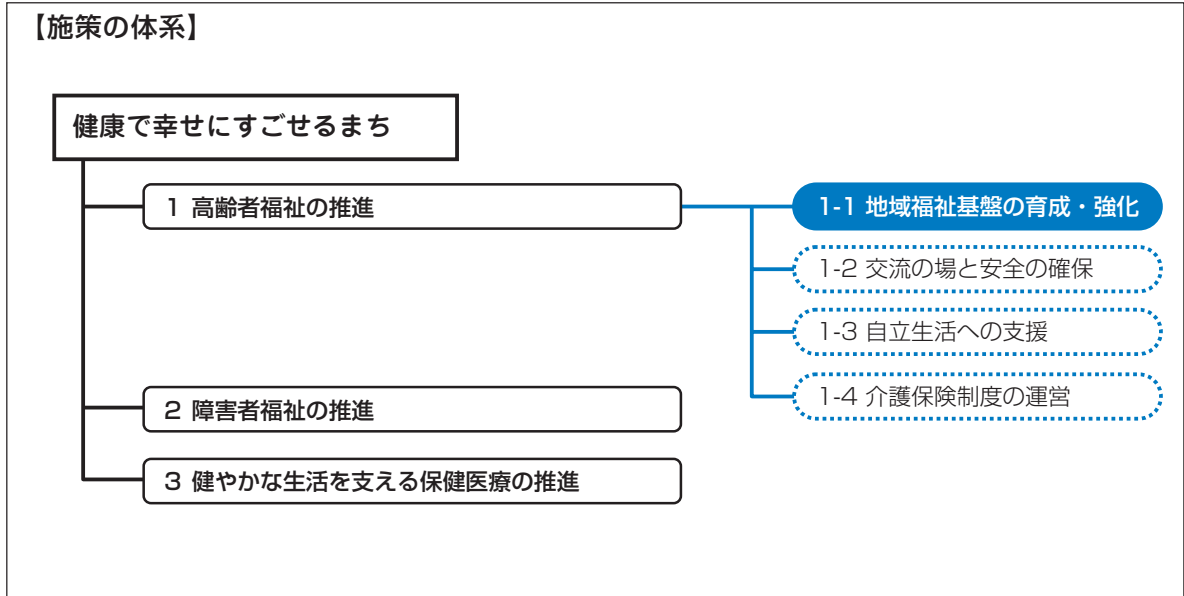 【施策の体系】
健康で幸せにすごせるまち
1 高齢者福祉の推進
1-1 地域福祉基盤の育成・強化
1-2 交流の場と安全の確保
1-3 自立生活への支援
1-4 介護保険制度の運営
2 障害者福祉の推進
3 健やかな生活を支える保健医療の推進